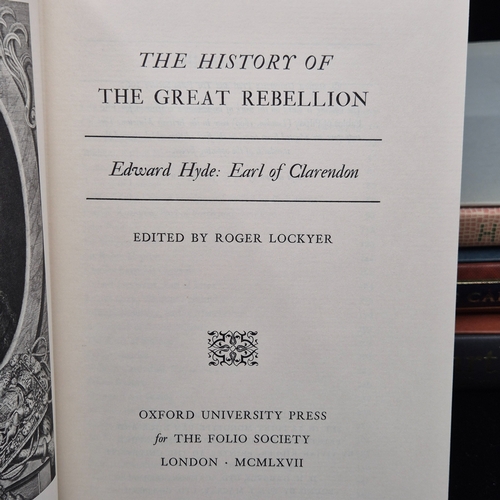 THE HISTORY OF
THE GREAT REBELLION
Edward Hyde: Earl of Clarendon
EDITED BY ROGER LOCKYER
OXFORD UNIVERSITY PRESS
for THE FOLIO SOCIETY
LONDON · MCMLXVII